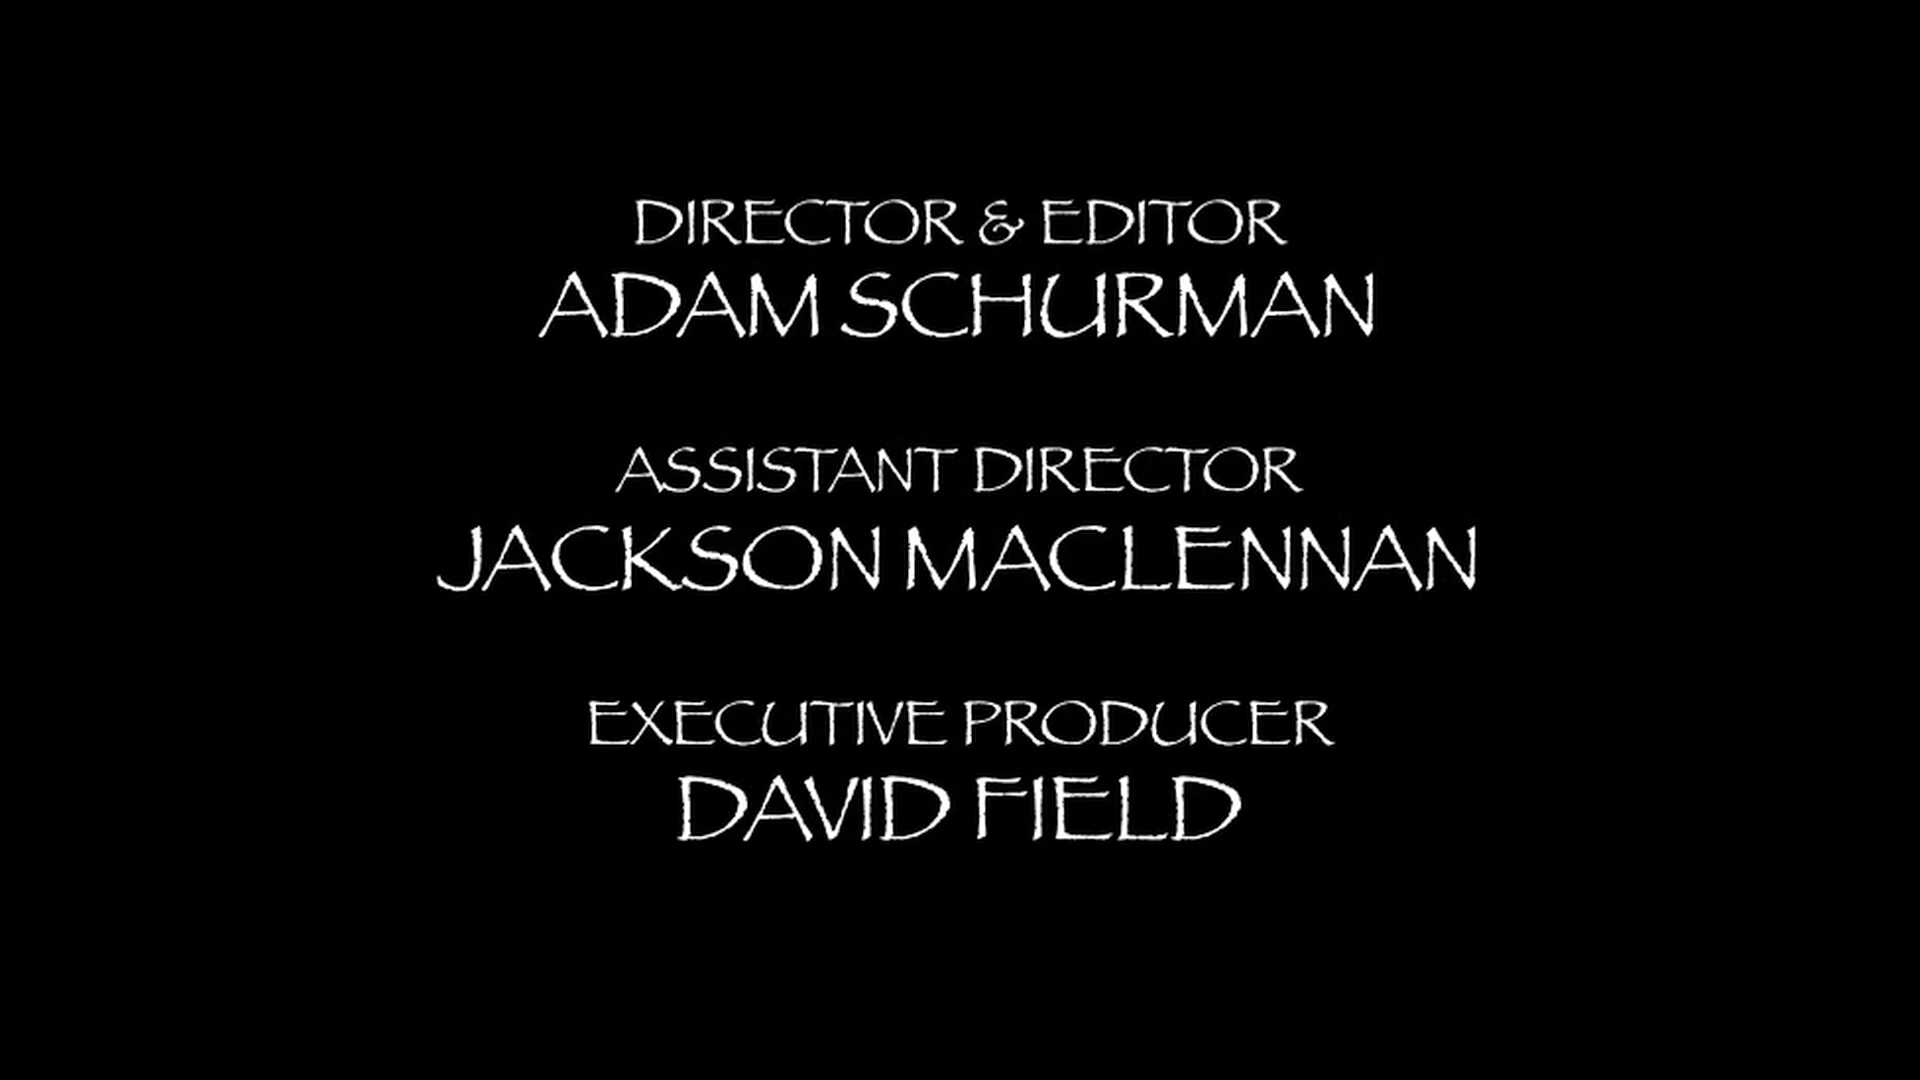 DIRECTOR & EDITOR
ADAM SCHURMAN
ASSISTANT DIRECTOR
JACKSON MACLENNAN
EXECUTIVE PRODUCER
DAVID FIELD